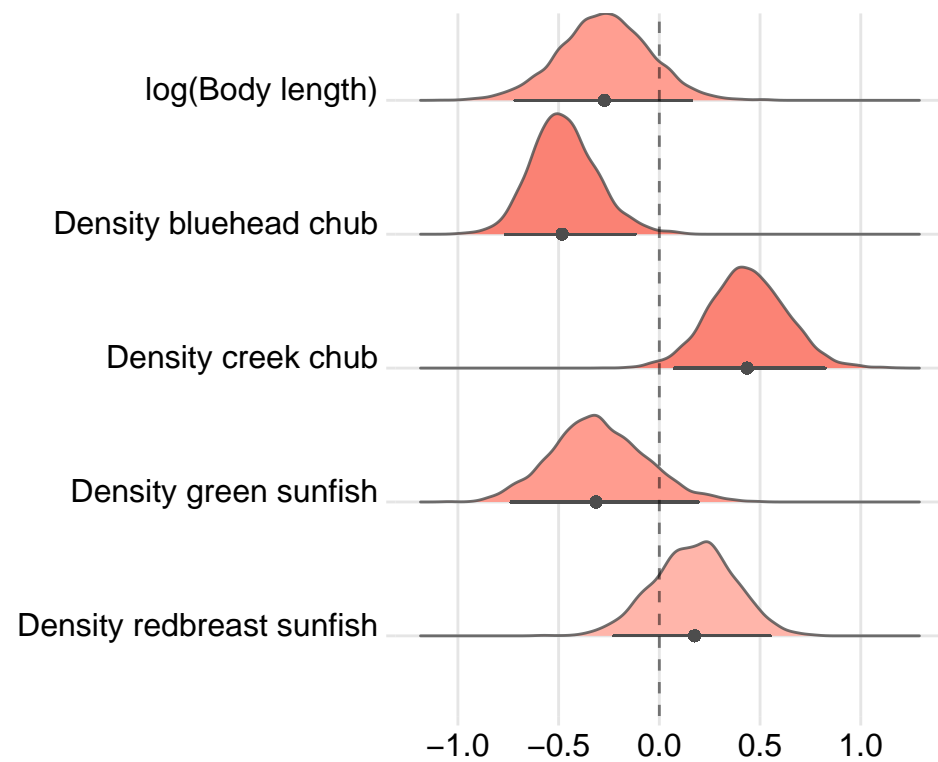 log(Body length)
Density bluehead chub
Density creek chub
Density green sunfish
Density redbreast sunfish
−1.0 −0.5 0.0 0.5 1.0